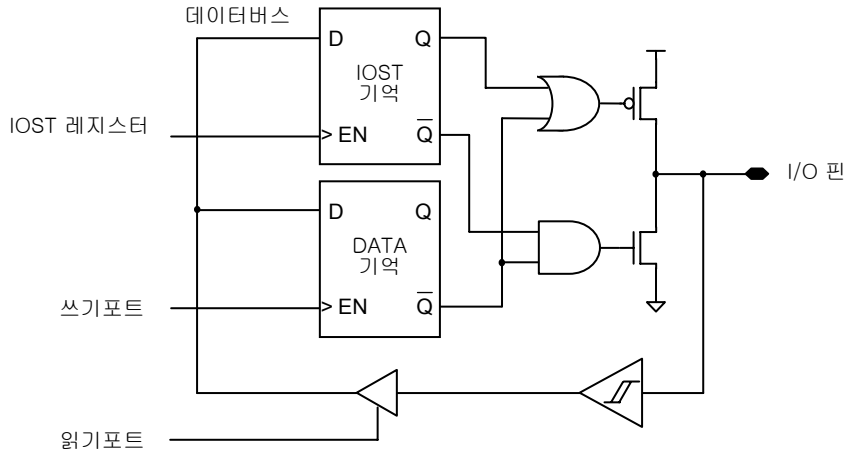 데이터버스
D Q
IOST
기억
IOST 레지스터
> EN Q
I/O 핀
D Q
DATA
기억
쓰기포트
> EN Q
읽기포트